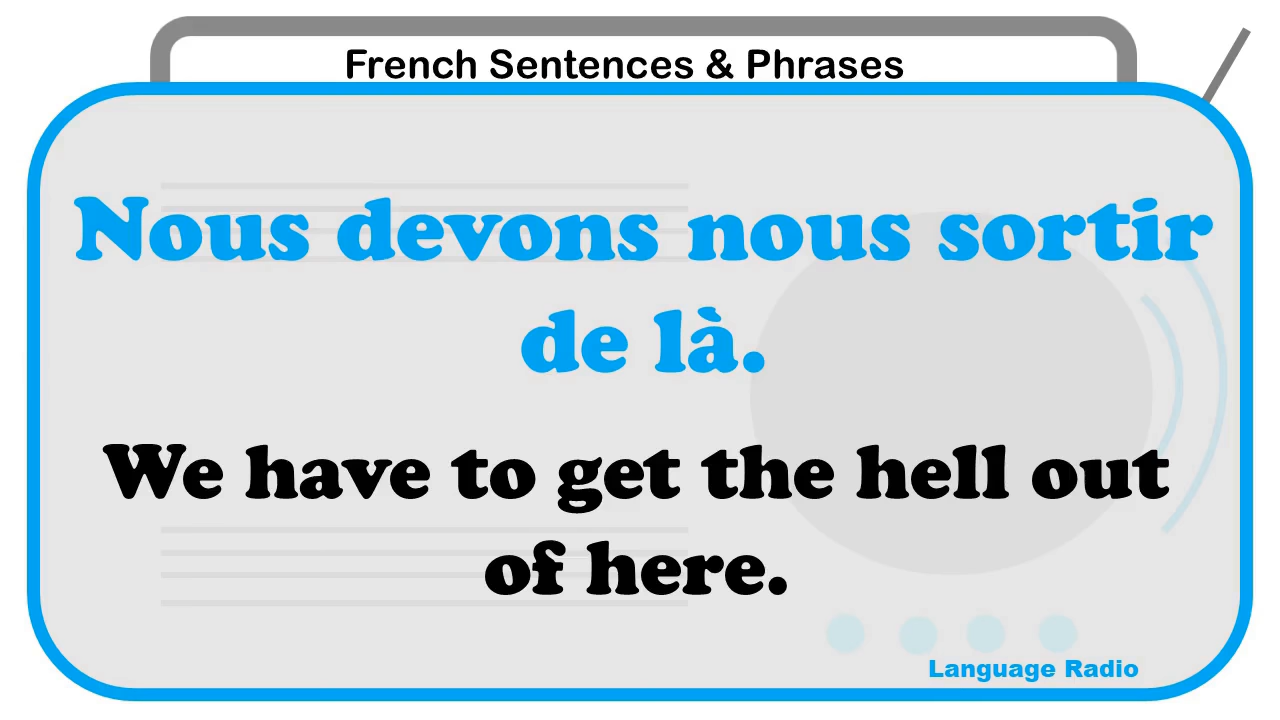 French Sentences & Phrases
Nous devons nous sortir
de là.
We have to get the hell out
of here.
Language Radio